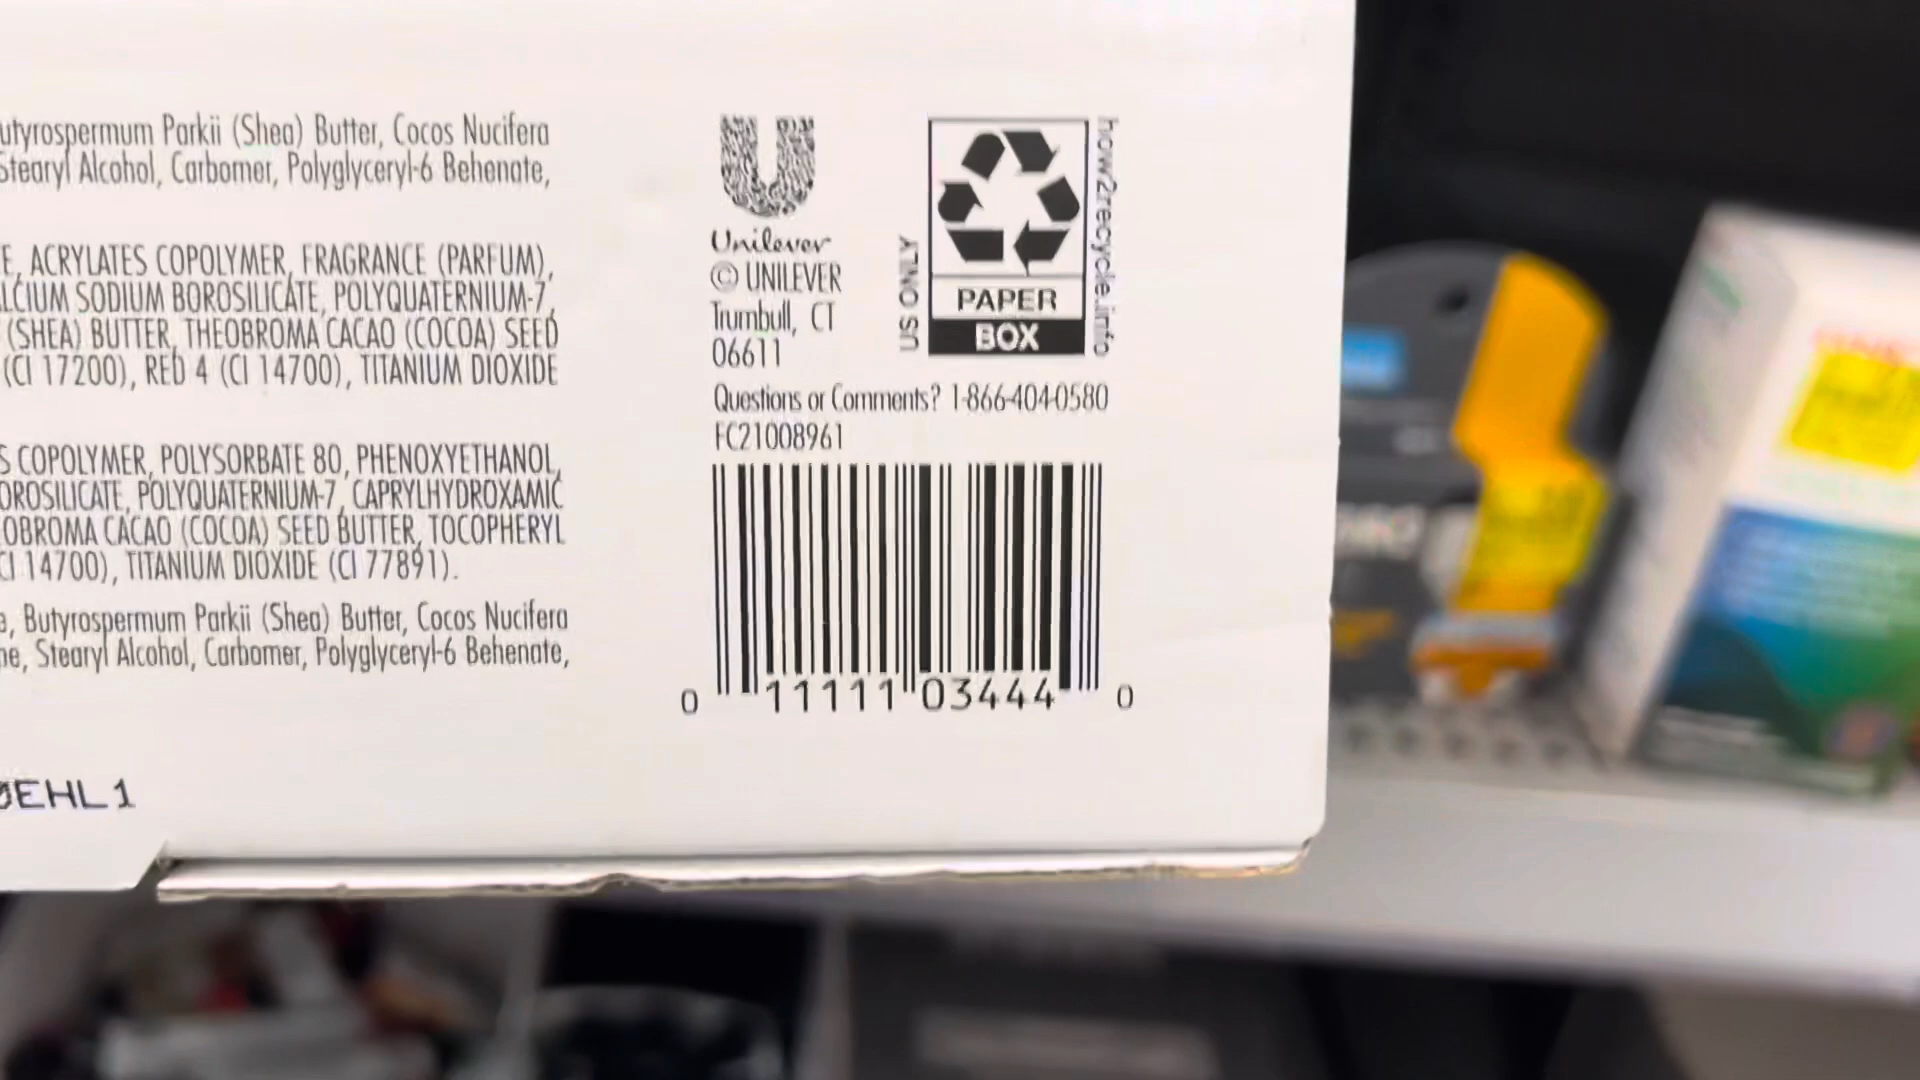 utyrospermum Parkii (Shea) Butter, Cocos Nucifera
Stearyl Alcohol, Carbomer, Polyglyceryl-6 Behenate,
E, ACRYLATES COPOLYMER, FRAGRANCE (PARFUM),
LCIUM SODIUM BOROSILICATE, POLYQUATERNIUM-7,
(SHEA) BUTTER, THEOBROMA CACAO (COCOA) SEED
(CI 17200), RED 4 (CI 14700), TITANIUM DIOXIDE
S COPOLYMER, POLYSORBATE 80, PHENOXYETHANOL,
OROSILICATE, POLYQUATERNIUM-7, CAPRYLHYDROXAMIC
OBROMA CACAO (COCOA) SEED BUTTER, TOCOPHERYL
CI 14700), TITANIUM DIOXIDE (CI 77891).
e, Butyrospermum Parkii (Shea) Butter, Cocos Nucifera
ne, Stearyl Alcohol, Carbomer, Polyglyceryl-6 Behenate,
ØEHL1
Unilever
© UNILEVER
Trumbull, CT
06611
US ONLY
PAPER
BOX
how2recycle.info
Questions or Comments? 1-866-404-0580
FC21008961
0 11111 03444 0